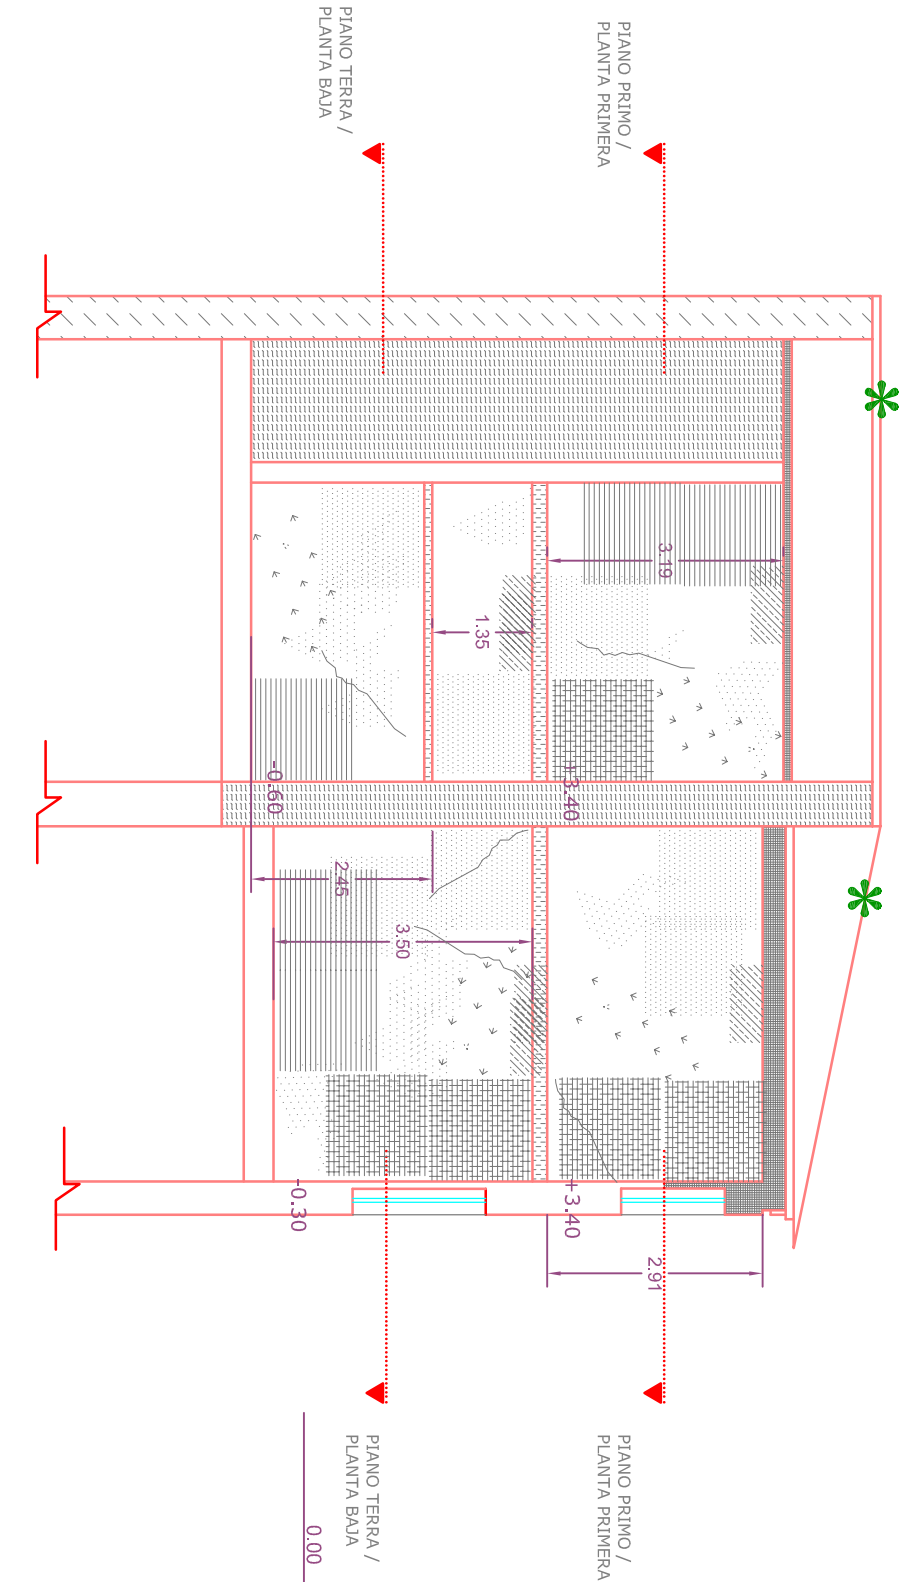 PIANO PRIMO /
PLANTA PRIMERA
PIANO TERRA /
PLANTA BAJA
3.19
1.35
+3.40
-0.60
2.45
3.50
+3.40
-0.30
2.91
PIANO PRIMO /
PLANTA PRIMERA
PIANO TERRA /
PLANTA BAJA
0.00